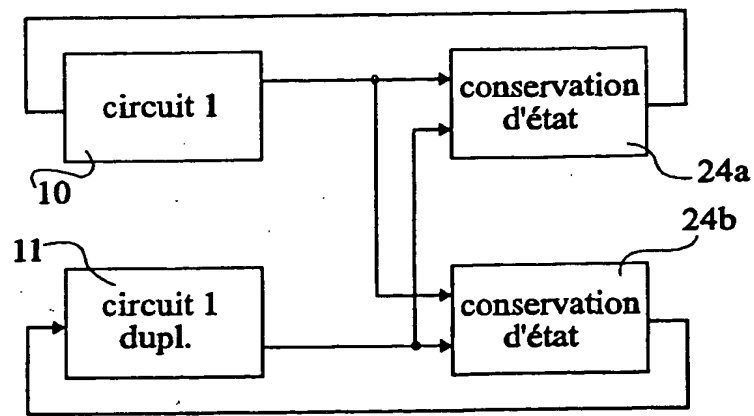 circuit 1
conservation
d'état
10
24a
24b
11
circuit 1
dupl.
conservation
d'état